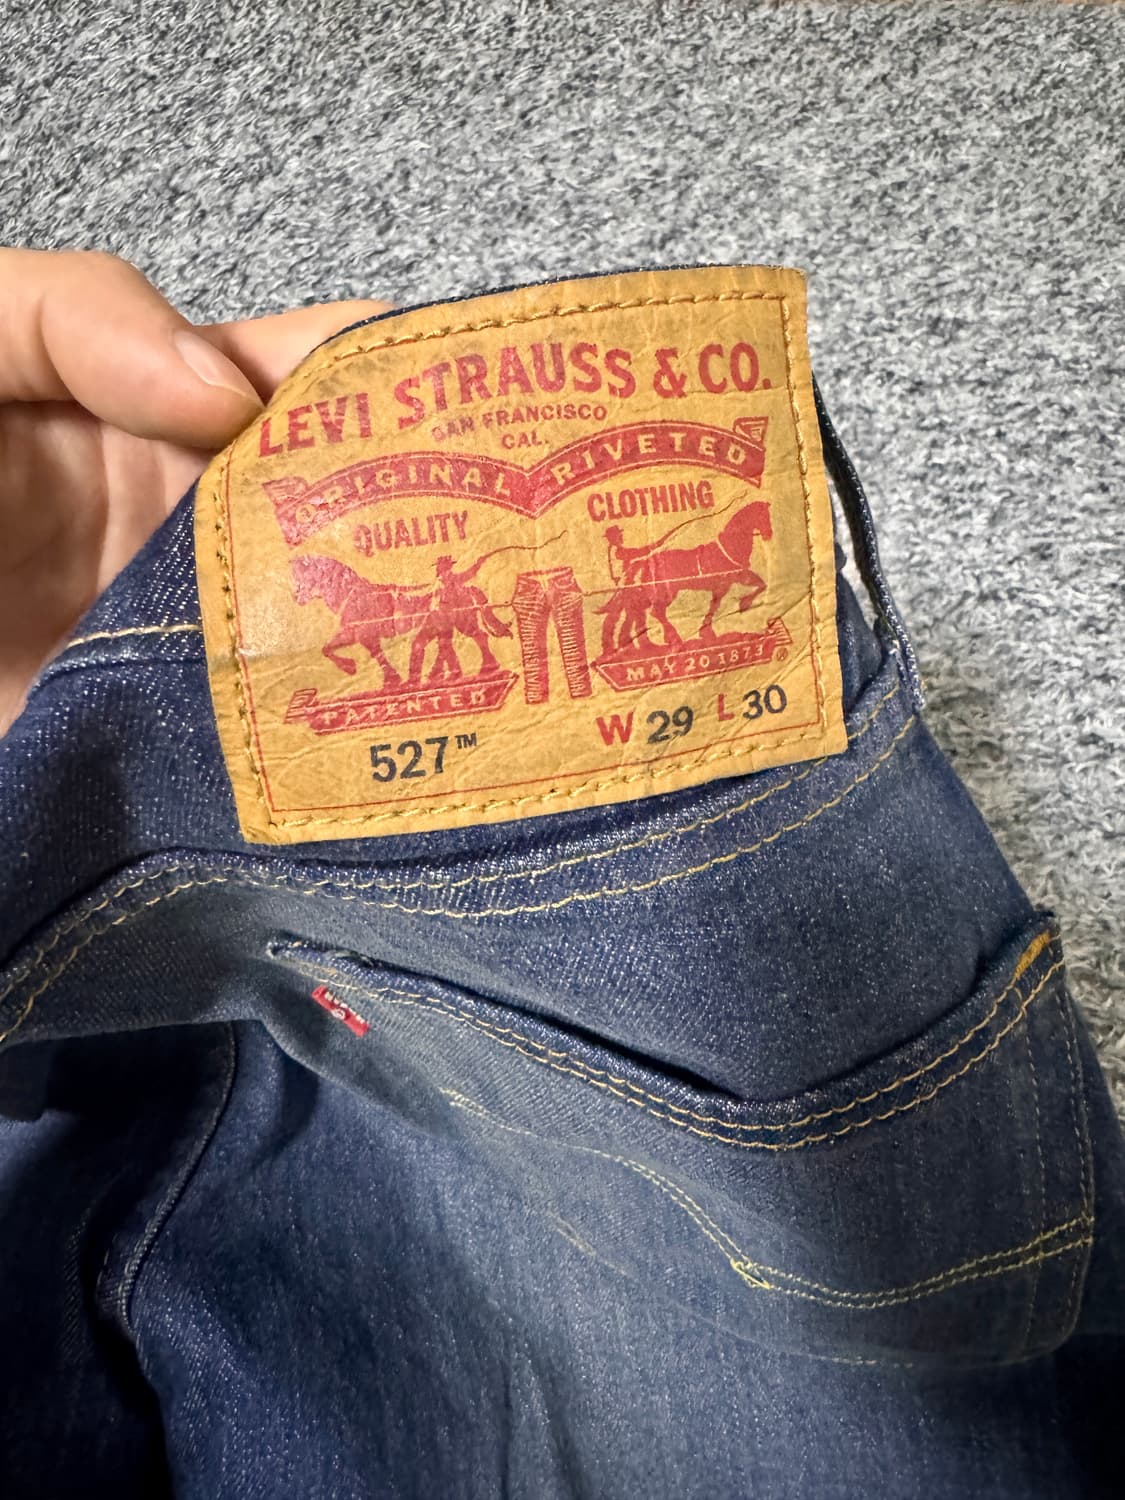 LEVI STRAUSS & CO.
SAN FRANCISCO
CAL.
ORIGINAL RIVETED
QUALITY CLOTHING
PATENTED MAY 20 1873 ®
527™ W 29 L 30